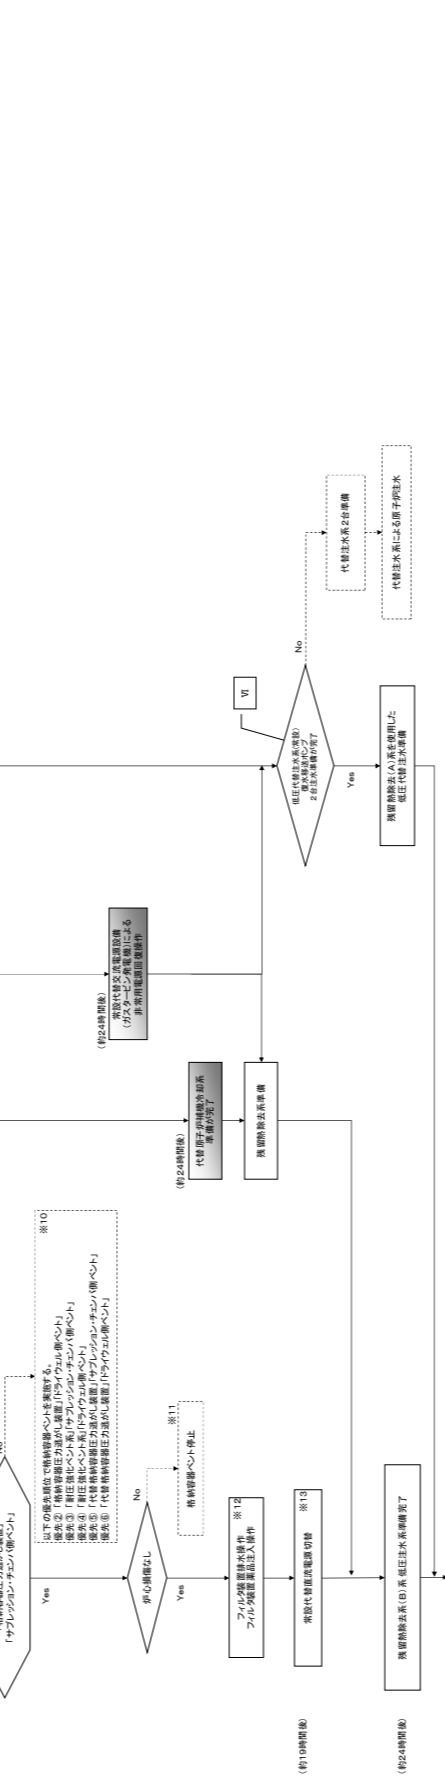 「サプレッション・チェンバ側ベント」
Yes
※10
以下の優先順位で格納容器ベントを実施する。
優先②「格納容器圧力逃がし装置」「ドライウェル側ベント」
優先③「耐圧強化ベント系」「サプレッション・チェンバ側ベント」
優先④「耐圧強化ベント系」「ドライウェル側ベント」
優先⑤「代替格納容器圧力逃がし装置」「サプレッション・チェンバ側ベント」
優先⑥「代替格納容器圧力逃がし装置」「ドライウェル側ベント」
炉心損傷なし
No
※11
格納容器ベント停止
Yes
※12
フィルタ装置排水操作
フィルタ装置薬品注入操作
(約19時間後)
※13
常設代替直流電源切替
(約24時間後)
残留熱除去系(B)系 低圧注水系準備完了
(約24時間後)
代替原子炉補機冷却系
準備が完了
残留熱除去系準備
(約24時間後)
常設代替交流電源設備
(ガスタービン発電機)による
非常用電源回復操作
Ⅵ
低圧代替注水系(常設)
復水移送ポンプ
2台注水準備が完了
No
代替注水系2台準備
代替注水系による原子炉注水
Yes
残留熱除去(A)系を使用した
低圧代替注水準備